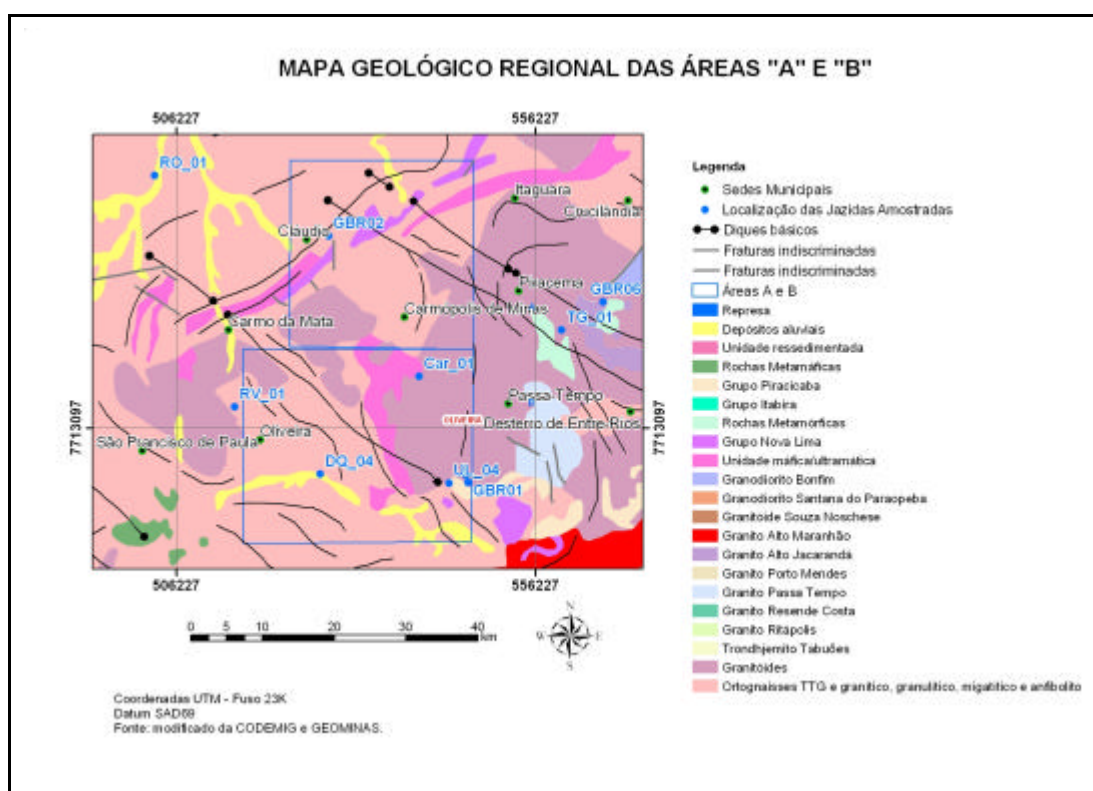 MAPA GEOLÓGICO REGIONAL DAS ÁREAS "A" E "B"
506227
556227
RO_01
Itaguara
Crucilândia
GBR02
Claudio
Piracema
GBR06
Carmopolis de Minas
TG_01
Carmo da Mata
Car_01
RV_01
Passa Tempo
OLIVEIRA
Desterro de Entre Rios
7713097
7713097
Oliveira
São Francisco de Paula
DQ_04
UL_04
GBR01
506227
556227
0 5 10 20 30 40
km
N
W E
S
Coordenadas UTM - Fuso 23K
Datum SAD69
Fonte: modificado da CODEMIG e GEOMINAS.
Legenda
Sedes Municipais
Localização das Jazidas Amostradas
Diques básicos
Fraturas indiscriminadas
Fraturas indiscriminadas
Áreas A e B
Represa
Depósitos aluviais
Unidade ressedimentada
Rochas Metamáficas
Grupo Piracicaba
Grupo Itabira
Rochas Metamórficas
Grupo Nova Lima
Unidade máfica/ultramática
Granodiorito Bonfim
Granodiorito Santana do Paraopeba
Granitoide Souza Noschese
Granito Alto Maranhão
Granito Alto Jacarandá
Granito Porto Mendes
Granito Passa Tempo
Granito Resende Costa
Granito Ritápolis
Trondhjemito Tabuões
Granitóides
Ortognaisses TTG e granítico, granulítico, migatítico e anfibolito